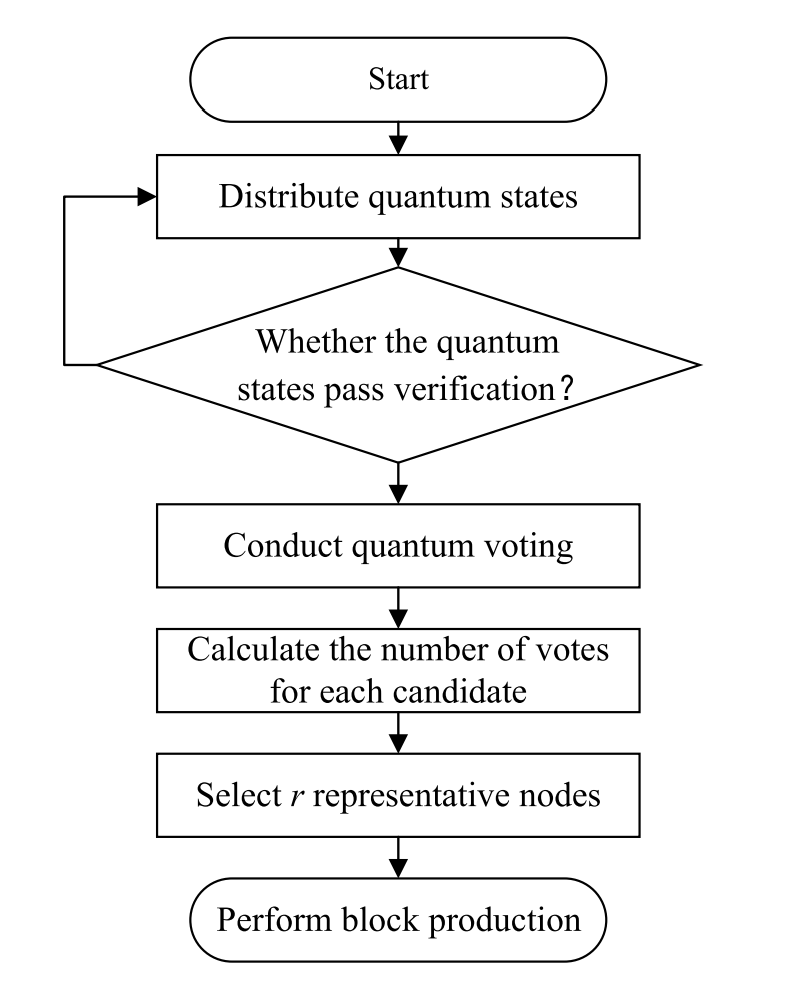 Start
Distribute quantum states
Whether the quantum
states pass verification?
Conduct quantum voting
Calculate the number of votes
for each candidate
Select r representative nodes
Perform block production